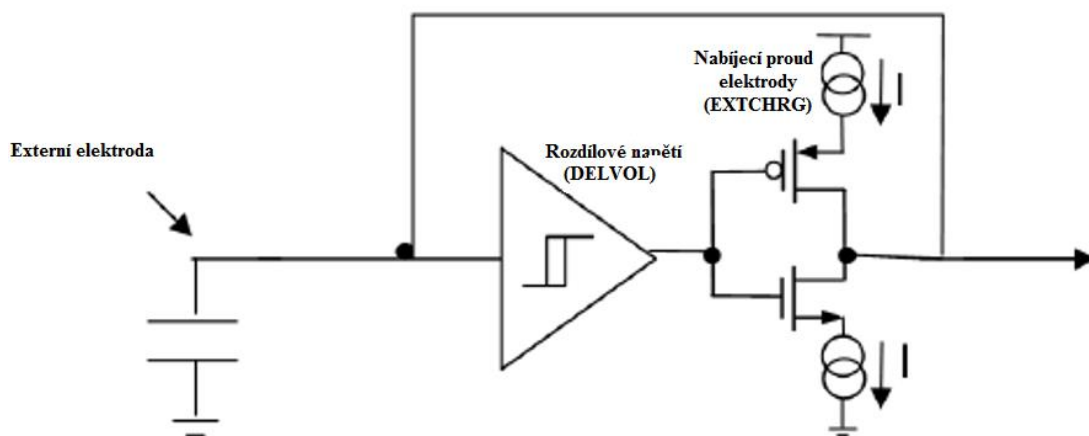 Nabíjecí proud
elektrody
(EXTCHRG)
I
Externí elektroda
Rozdílové napětí
(DELVOL)
I